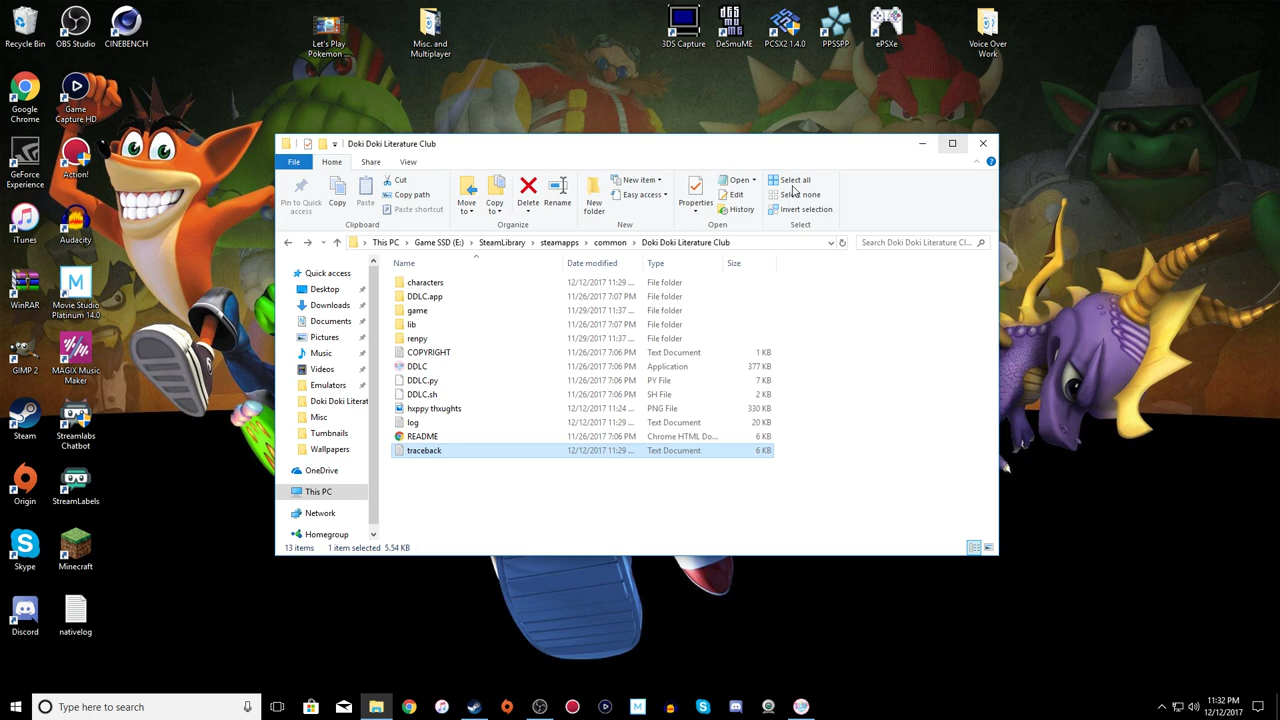 Recycle Bin
OBS Studio
CINEBENCH
Let's Play
Pokemon ...
Misc. and
Multiplayer
3DS Capture
DeSmuME
PCSX2 1.4.0
PPSSPP
ePSXe
Voice Over
Work
Google
Chrome
Game
Capture HD
GeForce
Experience
Action!
iTunes
Audacity
WinRAR
Movie Studio
Platinum 14.0
GIMP 2
MAGIX Music
Maker
Steam
Streamlabs
Chatbot
Origin
StreamLabels
Skype
Minecraft
Discord
nativelog
Doki Doki Literature Club
File
Home
Share
View
Pin to Quick
access
Copy
Paste
Cut
Copy path
Paste shortcut
Clipboard
Move
to
Copy
to
Delete
Rename
Organize
New
folder
New item
Easy access
New
Properties
Open
Edit
History
Open
Select all
Select none
Invert selection
Select
This PC
Game SSD (E:)
SteamLibrary
steamapps
common
Doki Doki Literature Club
Search Doki Doki Literature Cl...
Quick access
Desktop
Downloads
Documents
Pictures
Music
Videos
Emulators
Doki Doki Literat
Misc
Thumbnails
Wallpapers
OneDrive
This PC
Network
Homegroup
Name Date modified Type Size
characters 12/12/2017 11:29 ... File folder
DDLC.app 11/26/2017 7:07 PM File folder
game 11/29/2017 11:37 ... File folder
lib 11/26/2017 7:07 PM File folder
renpy 11/29/2017 11:37 ... File folder
COPYRIGHT 11/26/2017 7:06 PM Text Document 1 KB
DDLC 11/26/2017 7:06 PM Application 377 KB
DDLC.py 11/26/2017 7:06 PM PY File 7 KB
DDLC.sh 11/26/2017 7:06 PM SH File 2 KB
hxppy thxughts 12/12/2017 11:24 ... PNG File 330 KB
log 12/12/2017 11:29 ... Text Document 20 KB
README 11/26/2017 7:06 PM Chrome HTML Do... 6 KB
traceback 12/12/2017 11:29 ... Text Document 6 KB
13 items
1 item selected 5.54 KB
Type here to search
11:32 PM
12/12/2017